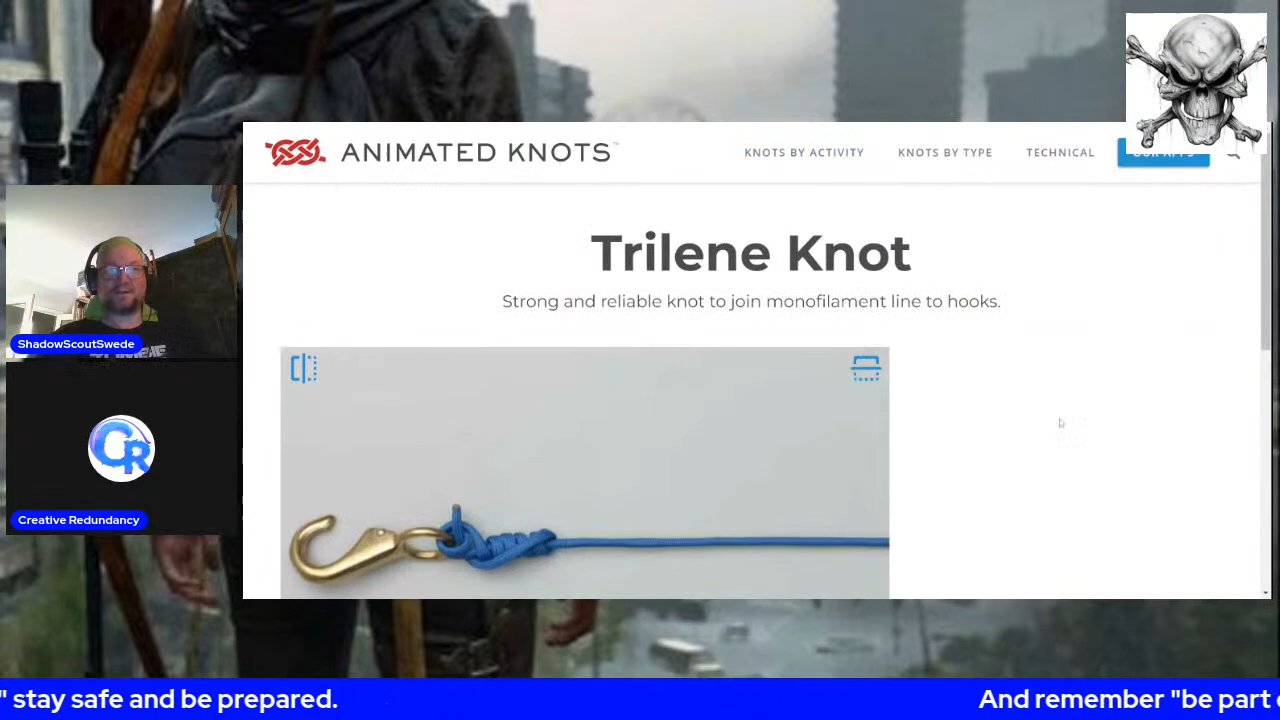 ANIMATED KNOTS
KNOTS BY ACTIVITY
KNOTS BY TYPE
TECHNICAL
Trilene Knot
Strong and reliable knot to join monofilament line to hooks.
ShadowScoutSwede
Creative Redundancy
CR
" stay safe and be prepared.
And remember "be part